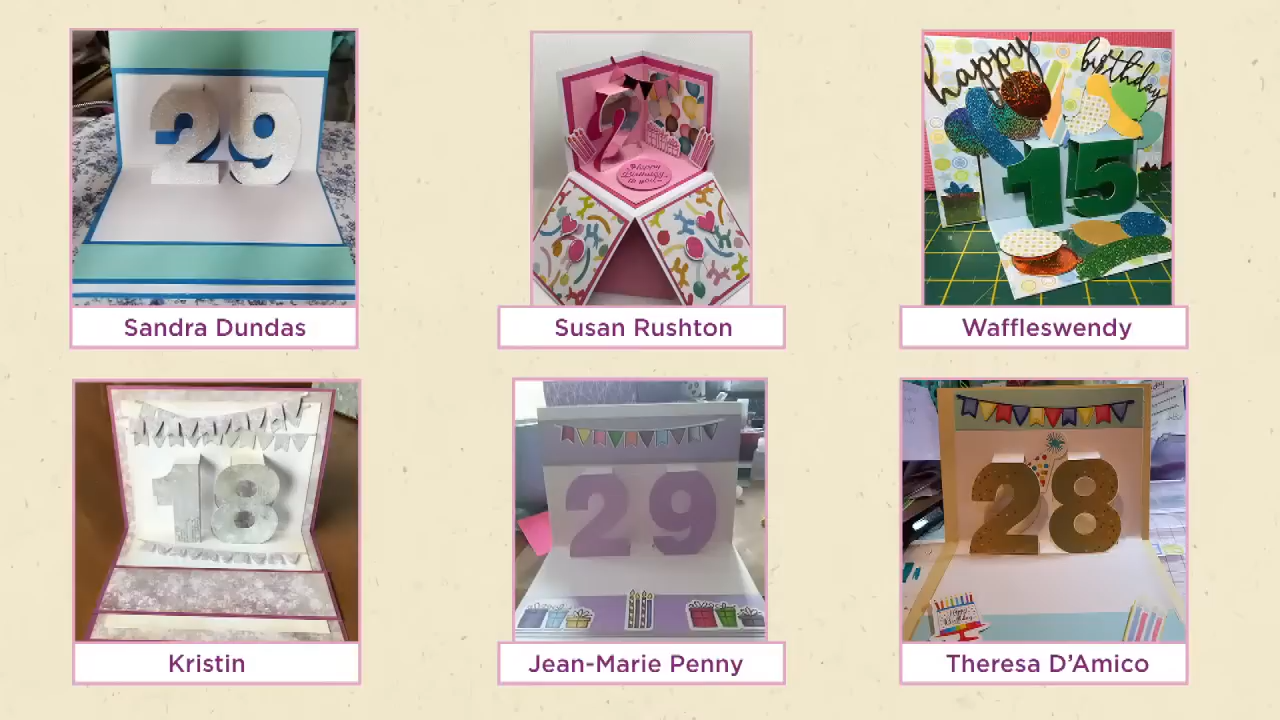 29
Sandra Dundas
2
Happy
Birthday
to you
Susan Rushton
happy birthday
15
Waffleswendy
18
Kristin
29
Jean-Marie Penny
28
Theresa D'Amico